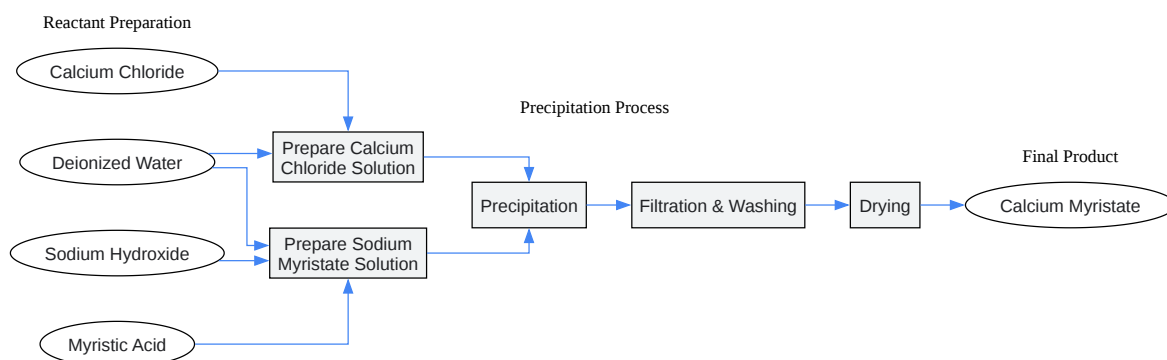 Reactant Preparation
Calcium Chloride
Precipitation Process
Prepare Calcium
Chloride Solution
Deionized Water
Final Product
Precipitation
Filtration & Washing
Drying
Calcium Myristate
Prepare Sodium
Myristate Solution
Sodium Hydroxide
Myristic Acid